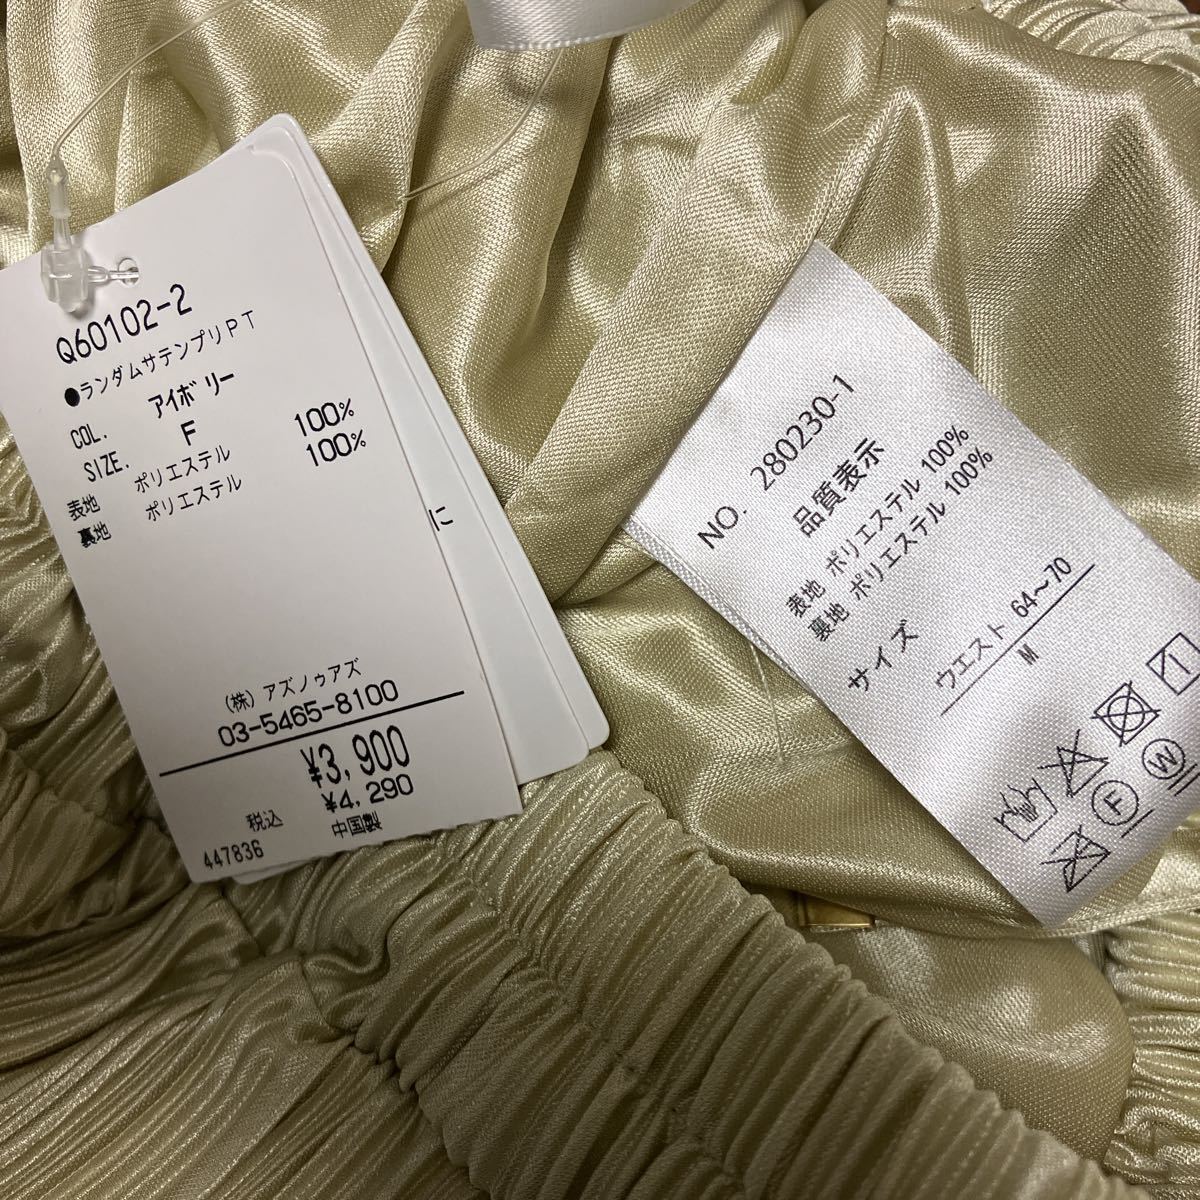 Q60102-2
●ランダムサテンプリPT
COL. アイボリー
SIZE. F
表地 ポリエステル 100%
裏地 ポリエステル 100%
(株)アズノゥアズ
03-5465-8100
¥3,900
税込 ¥4,290
中国製
447836
に
NO. 280230-1
品質表示
表地 ポリエステル 100%
裏地 ポリエステル 100%
サイズ
ウエスト 64～70
M
1
F
W